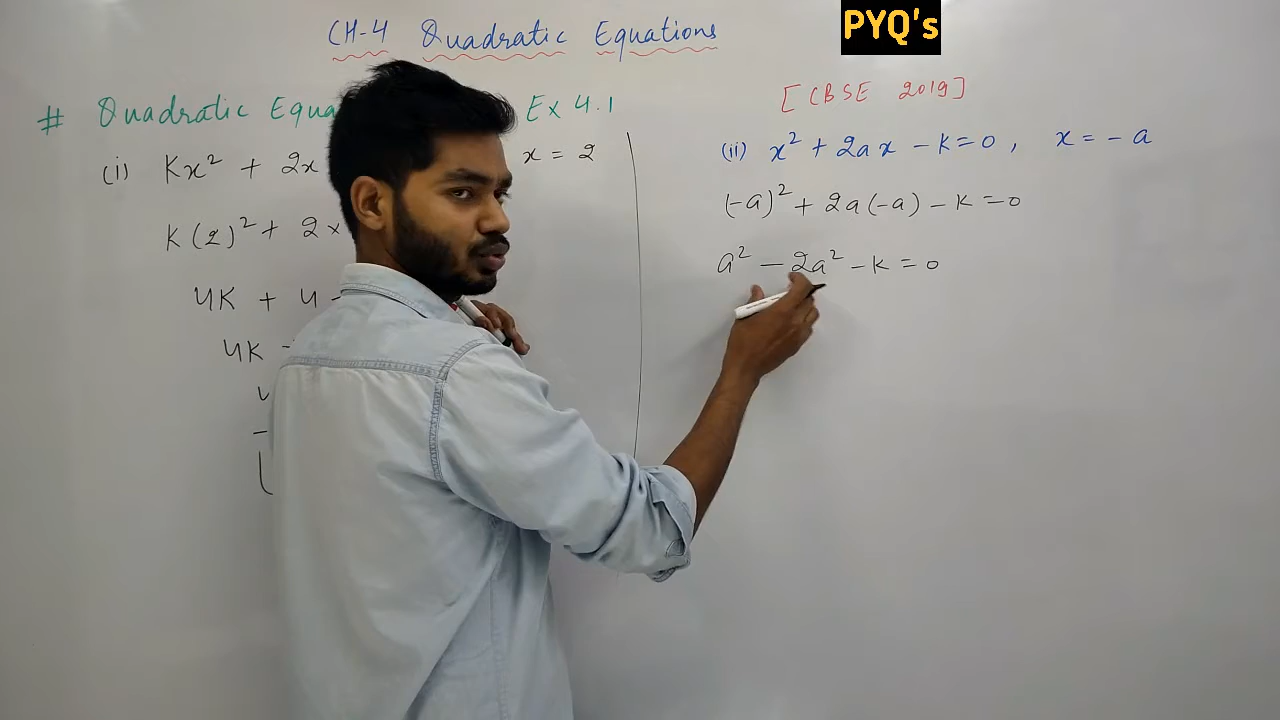 CH-4 Quadratic Equations
PYQ's
# Quadratic Equa Ex 4.1
(i) Kx² + 2x x = 2
K(2)² + 2×
4K + 4 -
4K -
[CBSE 2019]
(ii) x² + 2ax - K = 0, x = - a
(-a)² + 2a(-a) - K = 0
a² - 2a² - K = 0